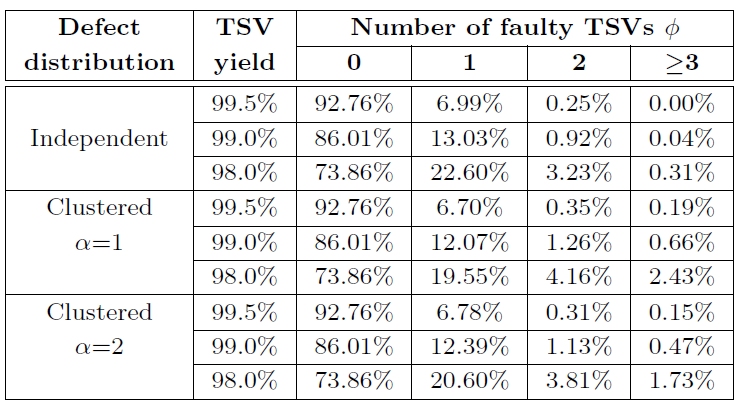 Defect TSV Number of faulty TSVs ϕ
distribution yield 0 1 2 ≥3
99.5% 92.76% 6.99% 0.25% 0.00%
Independent 99.0% 86.01% 13.03% 0.92% 0.04%
98.0% 73.86% 22.60% 3.23% 0.31%
Clustered 99.5% 92.76% 6.70% 0.35% 0.19%
α=1 99.0% 86.01% 12.07% 1.26% 0.66%
98.0% 73.86% 19.55% 4.16% 2.43%
Clustered 99.5% 92.76% 6.78% 0.31% 0.15%
α=2 99.0% 86.01% 12.39% 1.13% 0.47%
98.0% 73.86% 20.60% 3.81% 1.73%